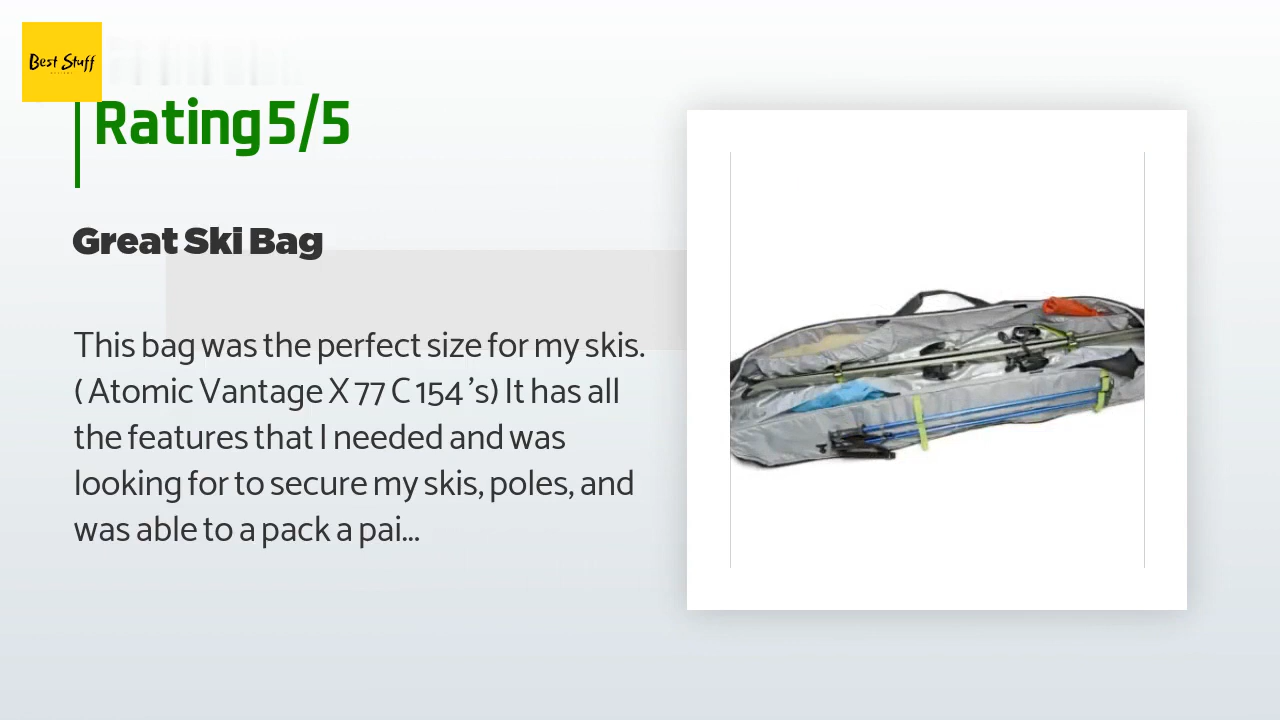 Best Stuff
Rating 5/5
Great Ski Bag
This bag was the perfect size for my skis.
( Atomic Vantage X 77 C 154 's) It has all
the features that I needed and was
looking for to secure my skis, poles, and
was able to a pack a pai...